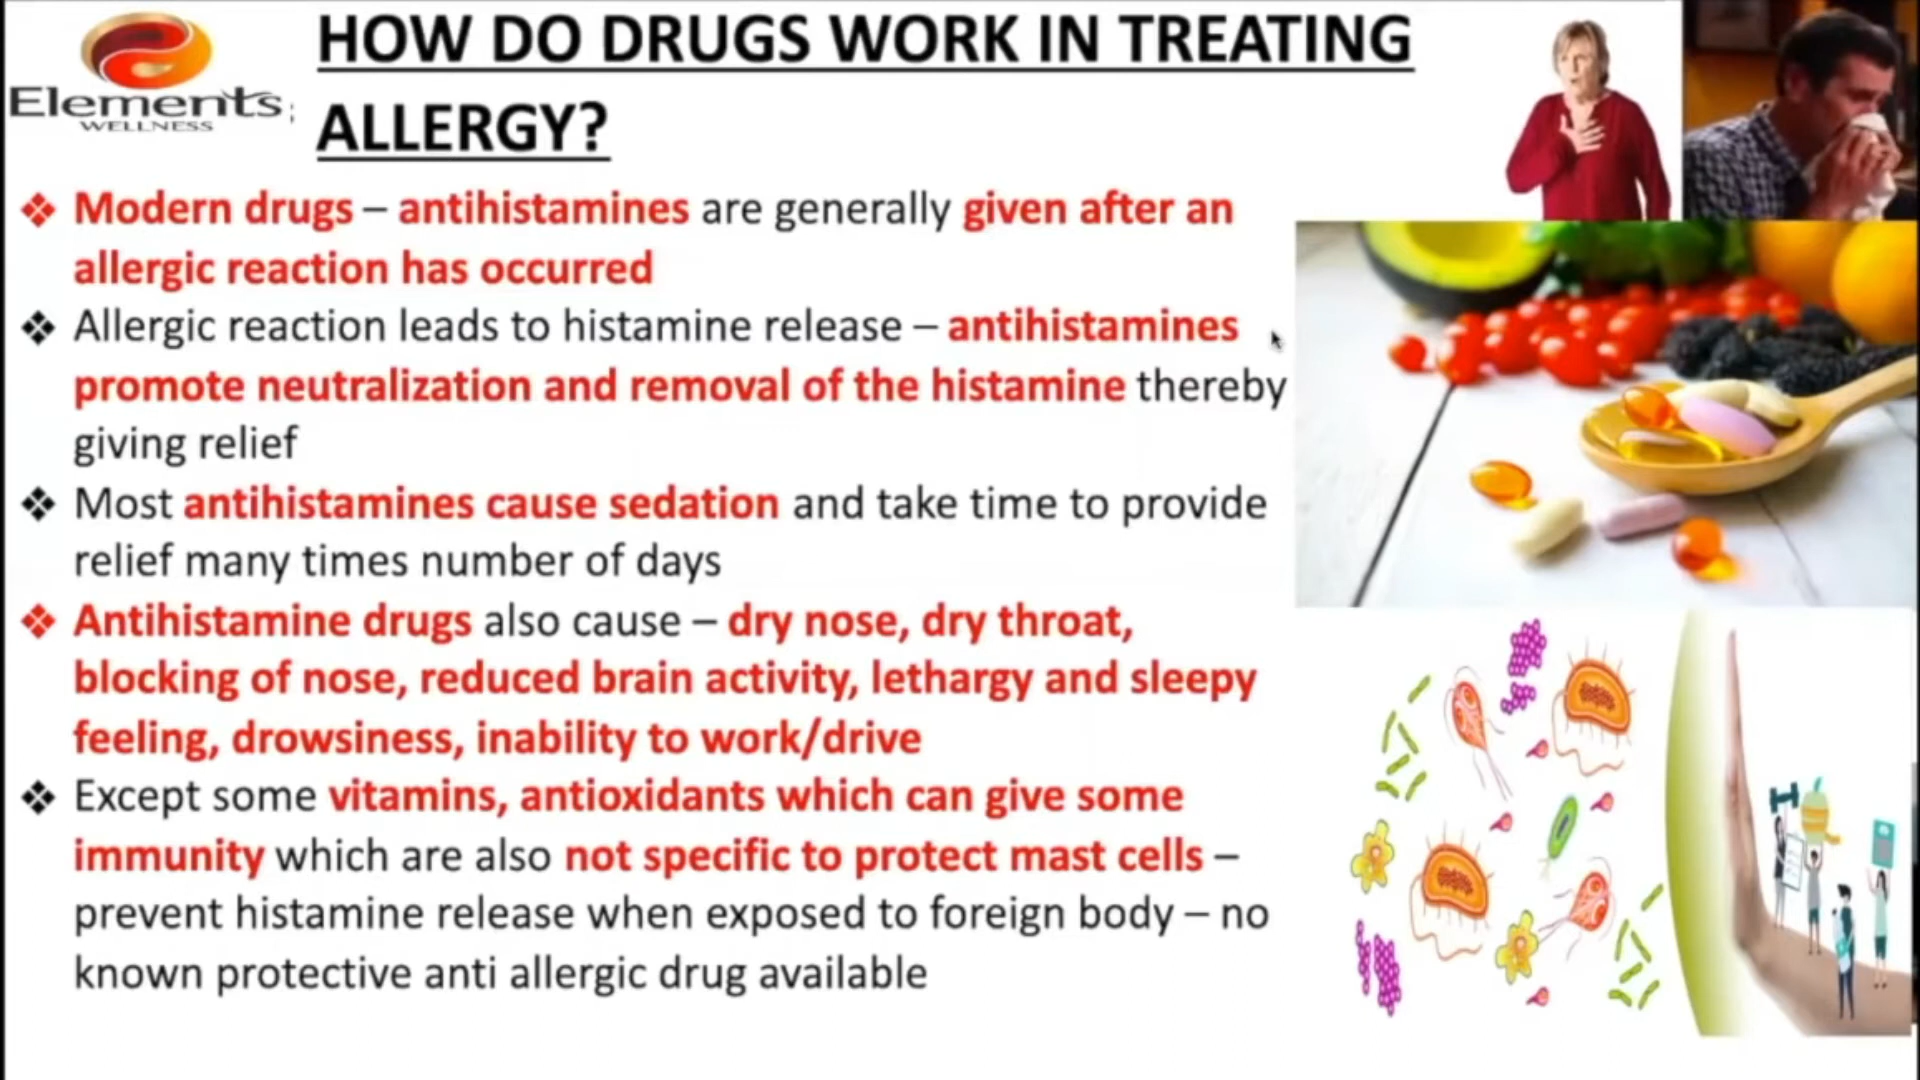 Elements
WELLNESS
HOW DO DRUGS WORK IN TREATING
ALLERGY?
❖ Modern drugs – antihistamines are generally given after an
allergic reaction has occurred
❖ Allergic reaction leads to histamine release – antihistamines
promote neutralization and removal of the histamine thereby
giving relief
❖ Most antihistamines cause sedation and take time to provide
relief many times number of days
❖ Antihistamine drugs also cause – dry nose, dry throat,
blocking of nose, reduced brain activity, lethargy and sleepy
feeling, drowsiness, inability to work/drive
❖ Except some vitamins, antioxidants which can give some
immunity which are also not specific to protect mast cells –
prevent histamine release when exposed to foreign body – no
known protective anti allergic drug available